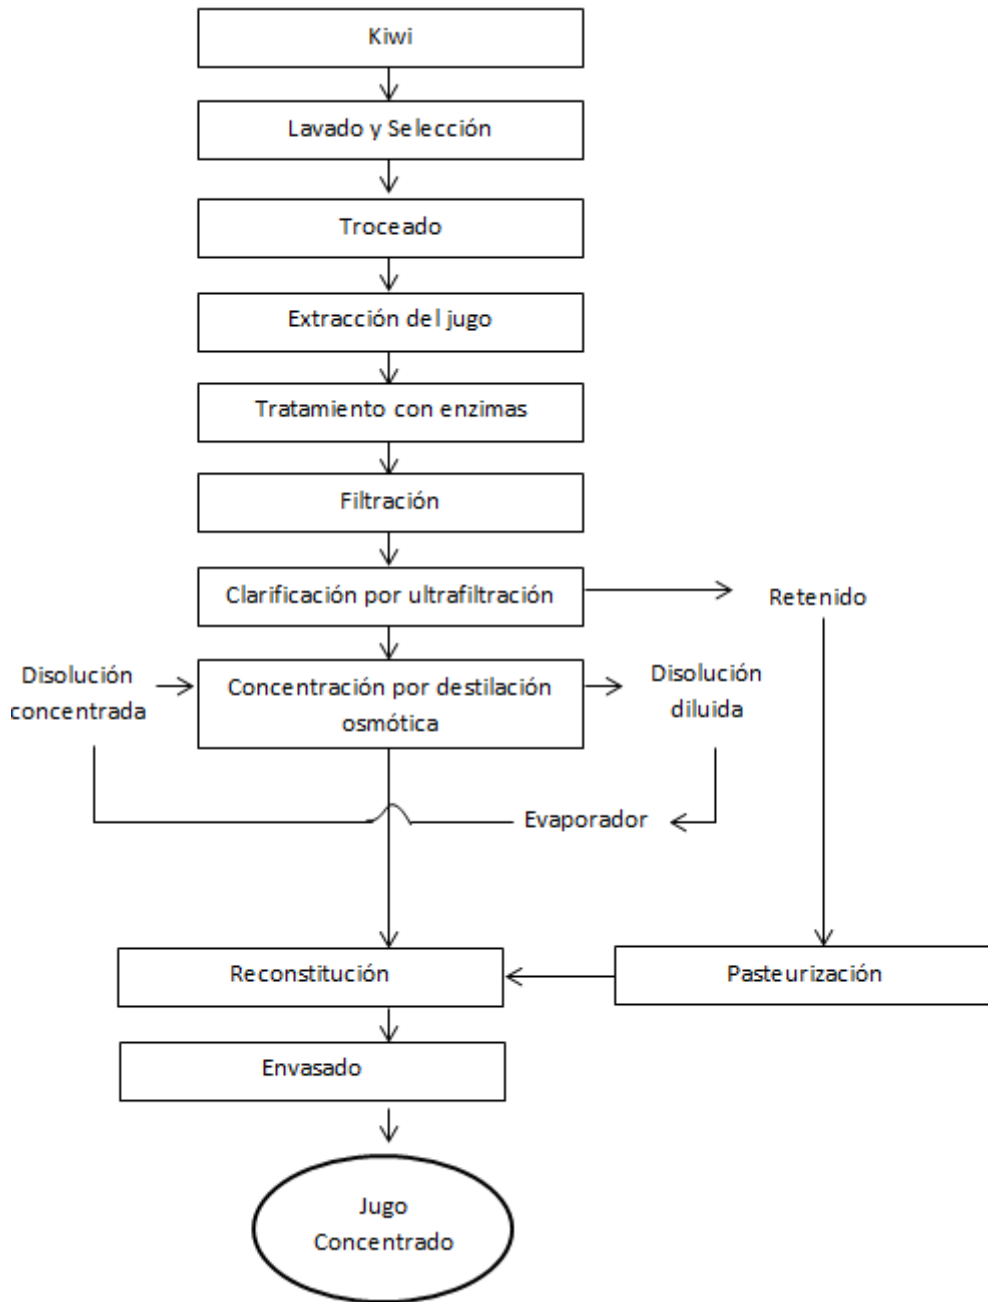 Kiwi
Lavado y Selección
Troceado
Extracción del jugo
Tratamiento con enzimas
Filtración
Clarificación por ultrafiltración
Retenido
Disolución
concentrada
Concentración por destilación
osmótica
Disolución
diluida
Evaporador
Reconstitución
Pasteurización
Envasado
Jugo
Concentrado